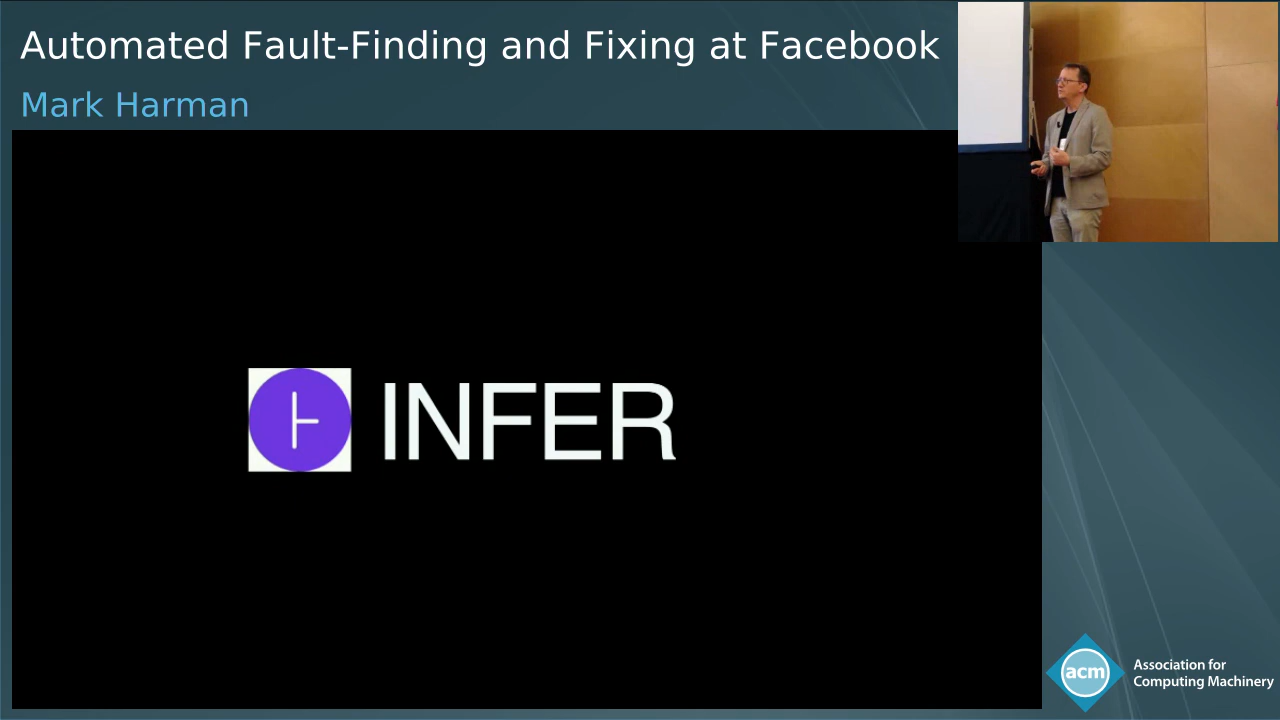 Automated Fault-Finding and Fixing at Facebook
Mark Harman
INFER
acm
Association for
Computing Machinery